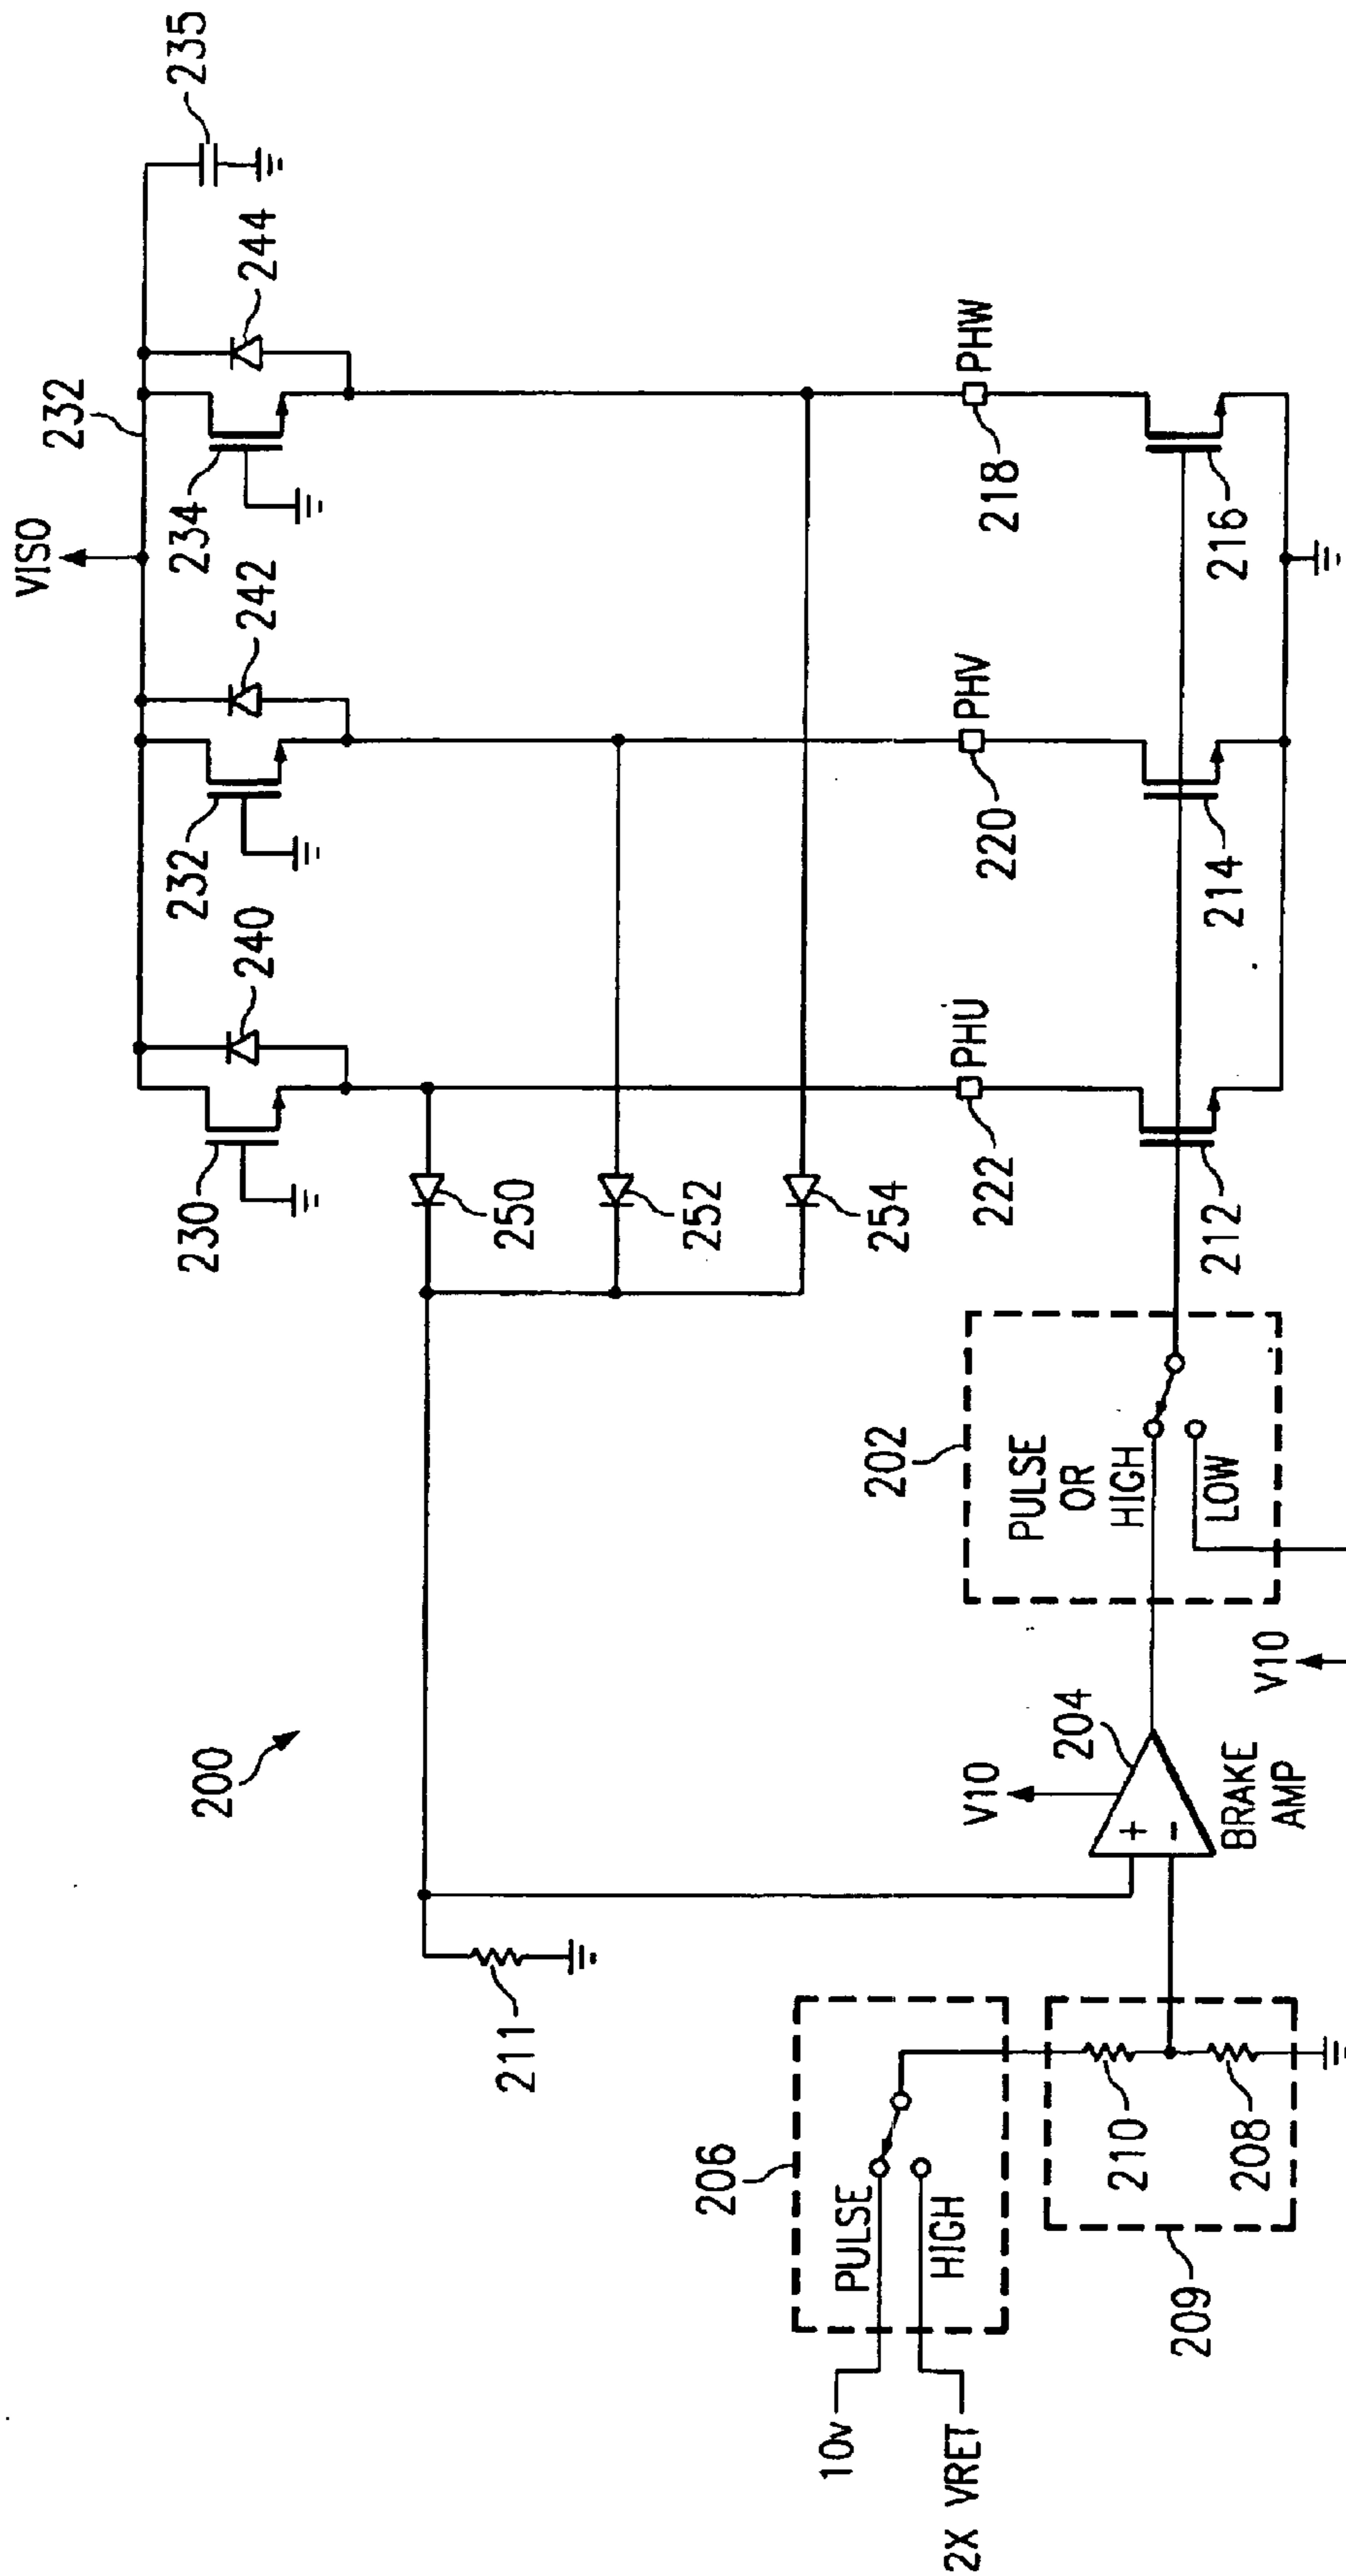 200
VISO
232
235
230
240
232
242
234
244
250
252
254
211
222
PHU
220
PHV
218
PHW
206
PULSE
HIGH
10v
2X VRET
210
208
209
V10
204
+
-
BRAKE
AMP
202
PULSE
OR
HIGH
LOW
V10
212
214
216